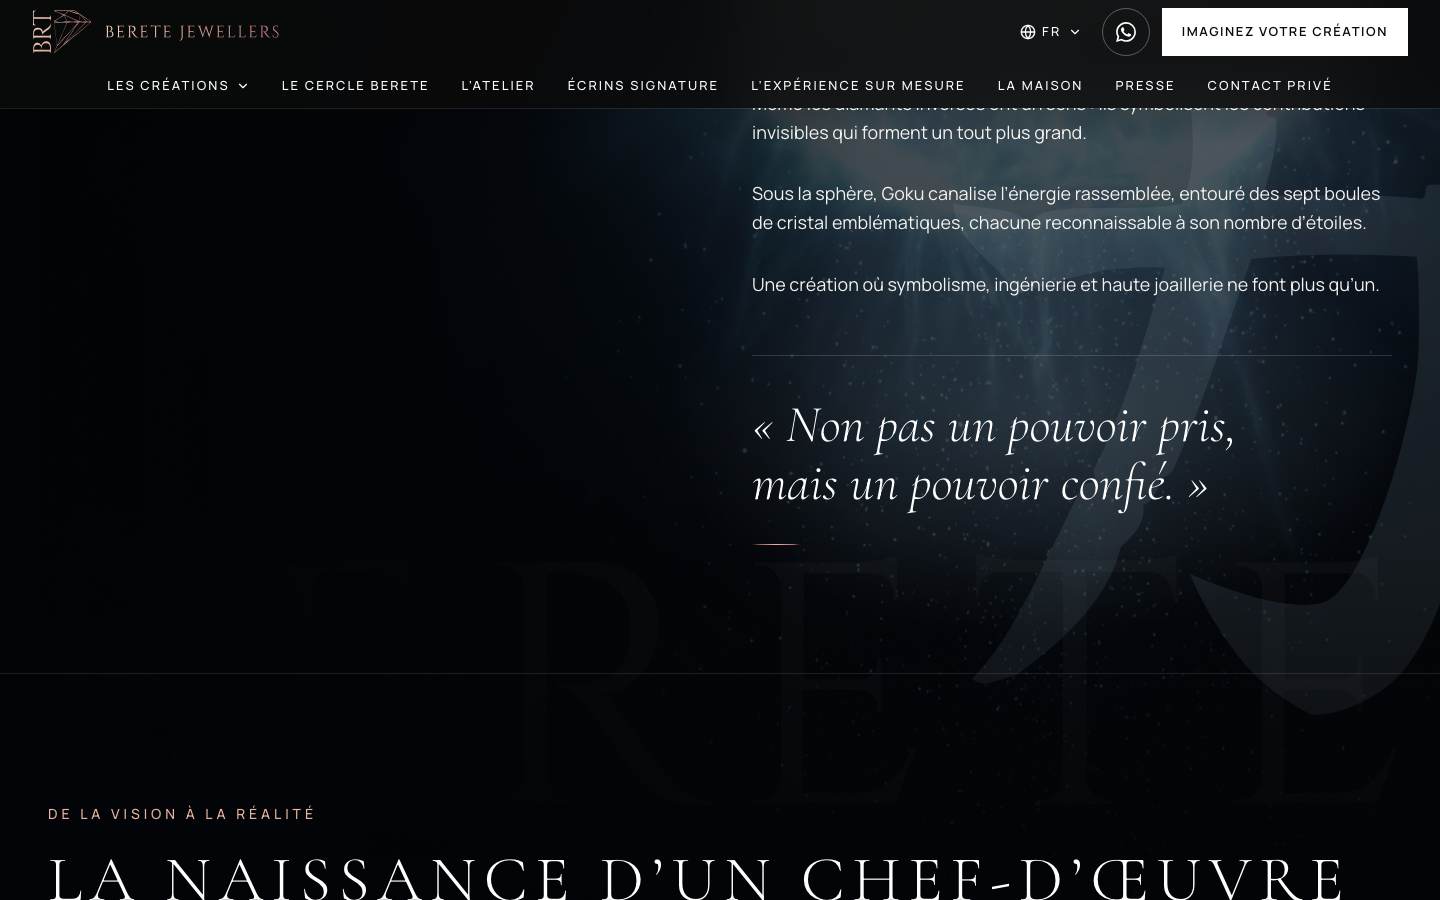 BRT
BERETE JEWELLERS
FR
IMAGINEZ VOTRE CRÉATION
LES CRÉATIONS
LE CERCLE BERETE
L'ATELIER
ÉCRINS SIGNATURE
L'EXPÉRIENCE SUR MESURE
LA MAISON
PRESSE
CONTACT PRIVÉ
invisibles qui forment un tout plus grand.
Sous la sphère, Goku canalise l’énergie rassemblée, entouré des sept boules
de cristal emblématiques, chacune reconnaissable à son nombre d’étoiles.
Une création où symbolisme, ingénierie et haute joaillerie ne font plus qu’un.
« Non pas un pouvoir pris,
mais un pouvoir confié. »
RETE
DE LA VISION À LA RÉALITÉ
LA NAISSANCE D’UN CHEF-D’ŒUVRE